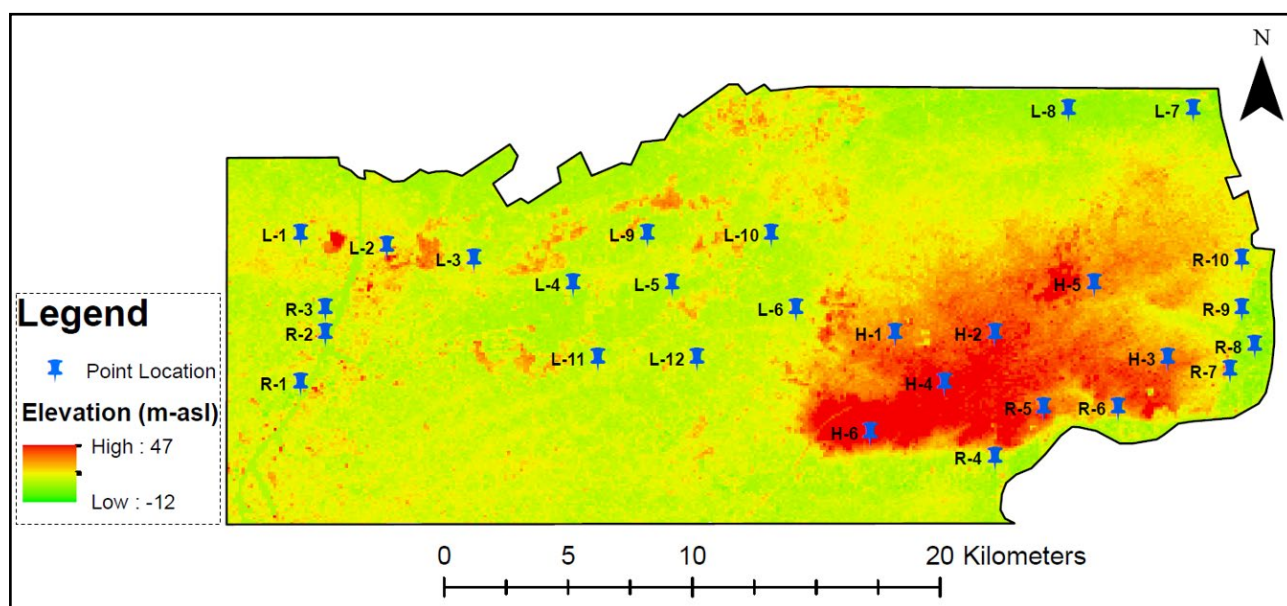 N
L-8
L-7
L-1
L-2
L-9
L-10
L-3
R-10
L-4
L-5
H-5
Legend
R-3
L-6
R-9
Point Location
R-2
H-1
H-2
R-8
L-11
L-12
H-3
R-7
R-1
H-4
Elevation (m-asl)
R-5
R-6
High : 47
H-6
R-4
Low : -12
0 5 10 20 Kilometers